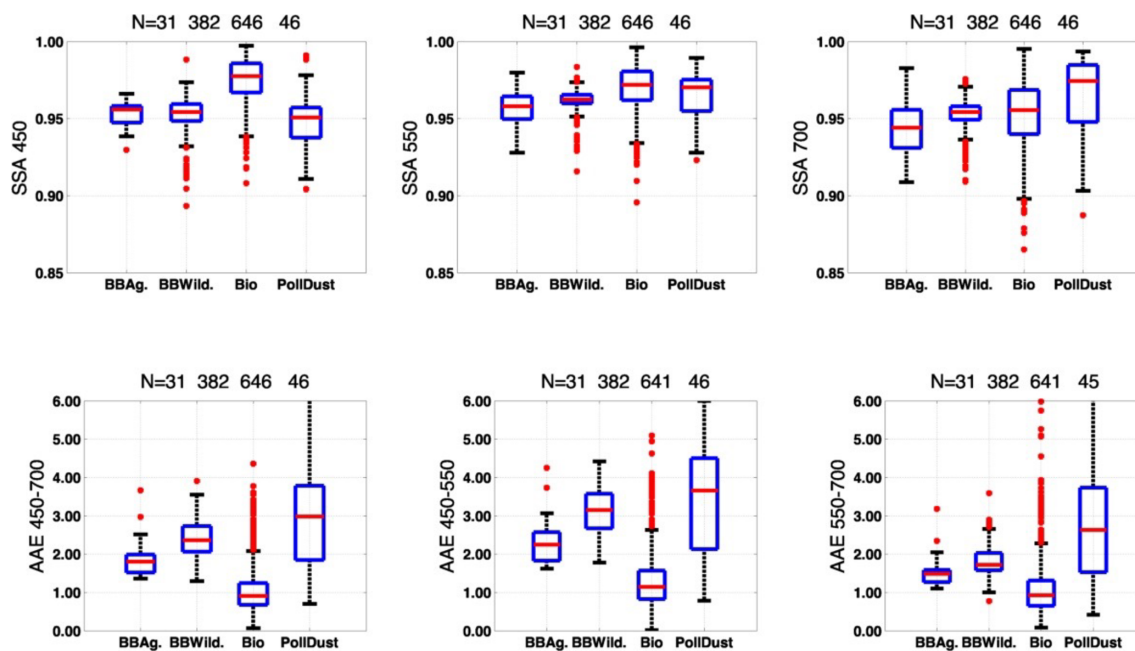 N=31 382 646 46
1.00
0.95
0.90
0.85
SSA 450
BBAg. BBWild. Bio PollDust
N=31 382 646 46
1.00
0.95
0.90
0.85
SSA 550
BBAg. BBWild. Bio PollDust
N=31 382 646 46
1.00
0.95
0.90
0.85
SSA 700
BBAg. BBWild. Bio PollDust
N=31 382 646 46
6.00
5.00
4.00
3.00
2.00
1.00
0.00
AAE 450-700
BBAg. BBWild. Bio PollDust
N=31 382 641 46
6.00
5.00
4.00
3.00
2.00
1.00
0.00
AAE 450-550
BBAg. BBWild. Bio PollDust
N=31 382 641 45
6.00
5.00
4.00
3.00
2.00
1.00
0.00
AAE 550-700
BBAg. BBWild. Bio PollDust